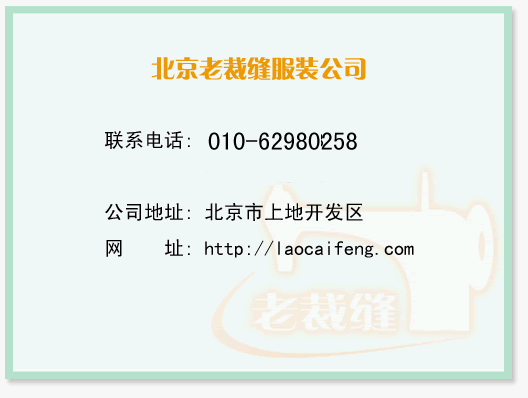 北京老裁缝服装公司
联系电话: 010-62980258
公司地址: 北京市上地开发区
网 址: http://laocaifeng.com
老裁缝